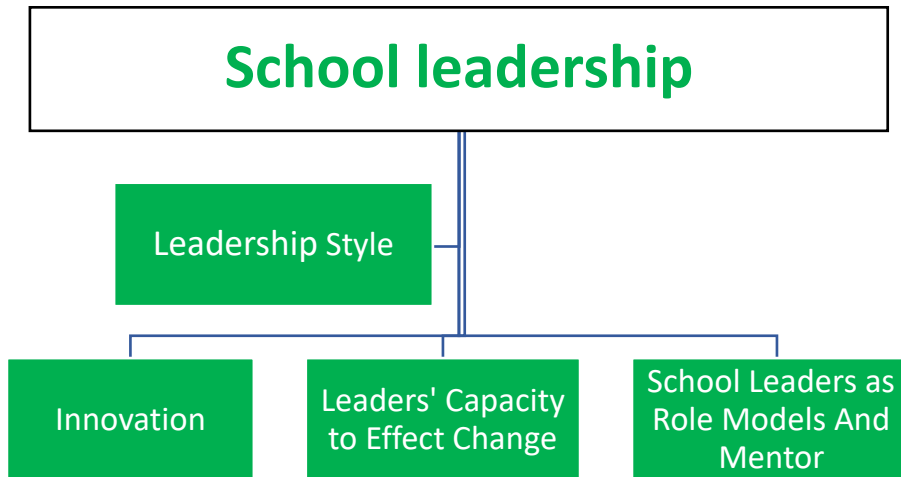 School leadership
Leadership Style
Innovation
Leaders' Capacity
to Effect Change
School Leaders as
Role Models And
Mentor